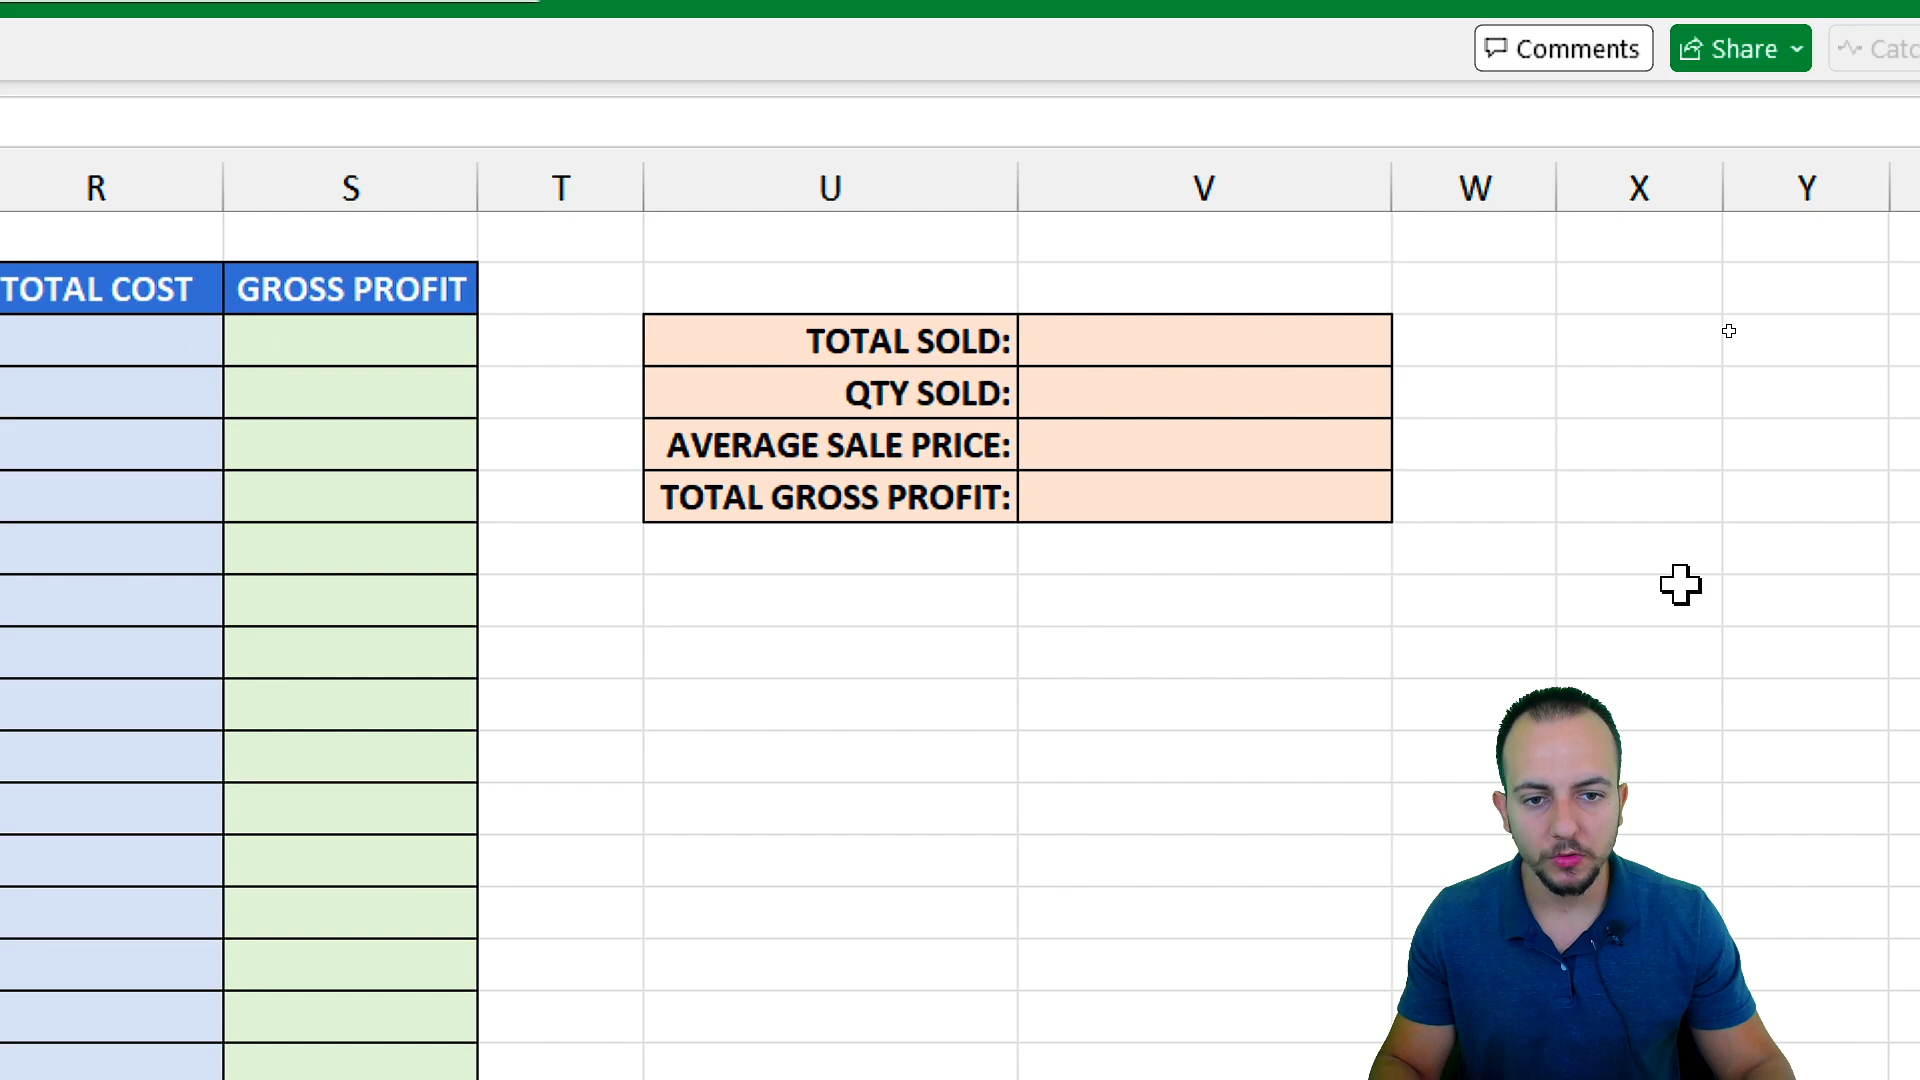 Comments Share
R S T U V W X Y
TOTAL COST GROSS PROFIT
TOTAL SOLD:
QTY SOLD:
AVERAGE SALE PRICE:
TOTAL GROSS PROFIT: